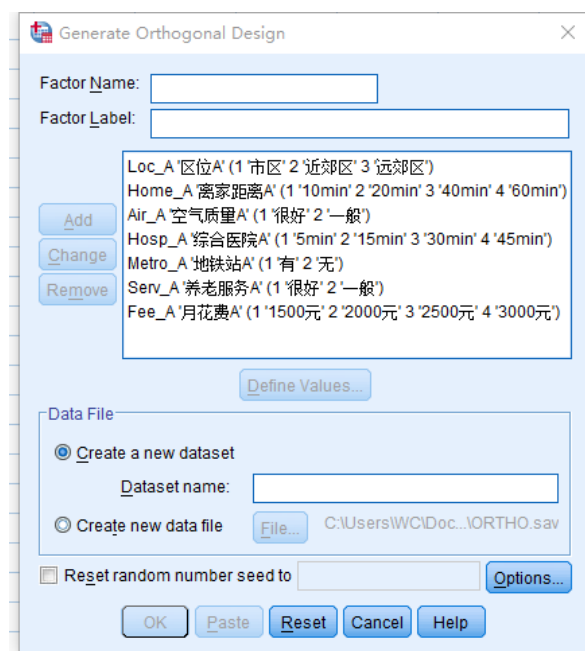 Generate Orthogonal Design
Factor Name:
Factor Label:
Loc_A '区位A' (1 '市区' 2 '近郊区' 3 '远郊区')
Home_A '离家距离A' (1 '10min' 2 '20min' 3 '40min' 4 '60min')
Air_A '空气质量A' (1 '很好' 2 '一般')
Hosp_A '综合医院A' (1 '5min' 2 '15min' 3 '30min' 4 '45min')
Metro_A '地铁站A' (1 '有' 2 '无')
Serv_A '养老服务A' (1 '很好' 2 '一般')
Fee_A '月花费A' (1 '1500元' 2 '2000元' 3 '2500元' 4 '3000元')
Add
Change
Remove
Define Values...
Data File
Create a new dataset
Dataset name:
Create new data file File... C:\Users\WC\Doc...\ORTHO.sav
Reset random number seed to Options...
OK Paste Reset Cancel Help